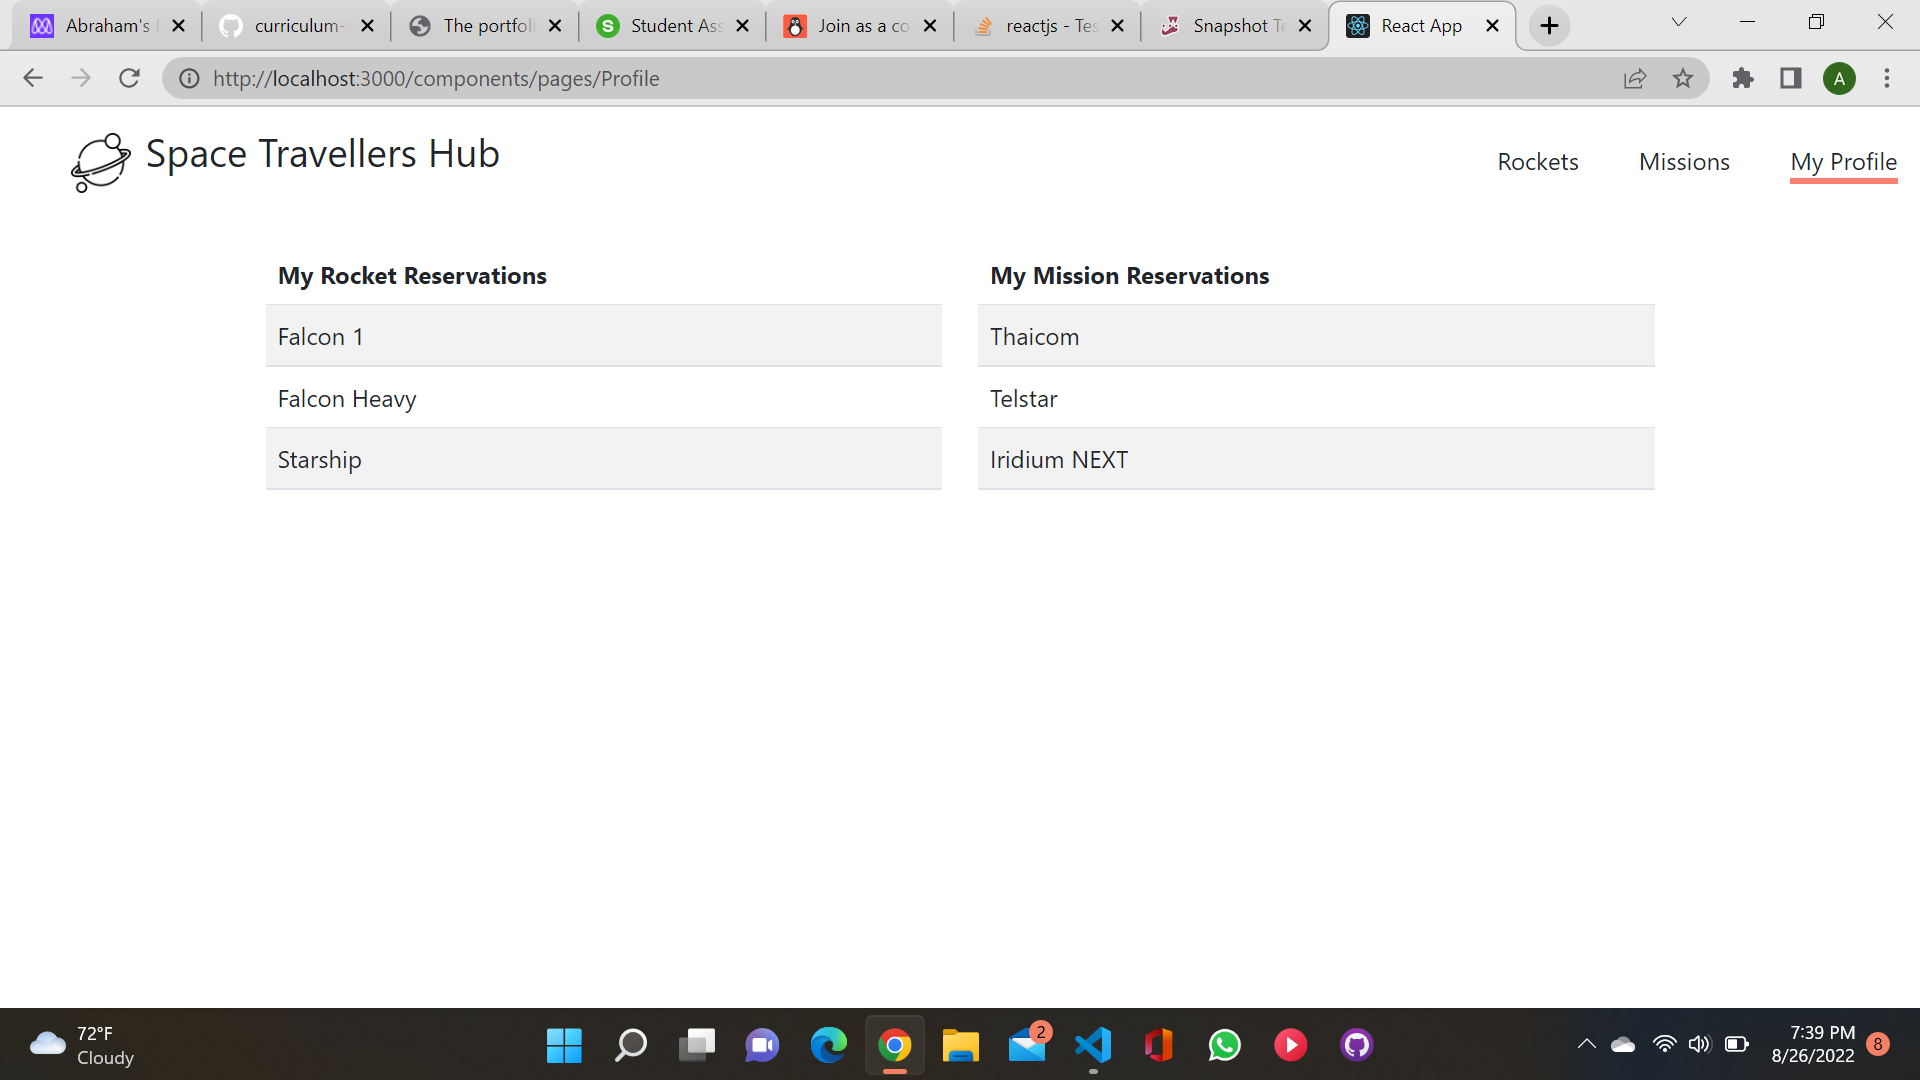 Abraham's
curriculum-
The portfoli
Student Ass
Join as a co
reactjs - Tes
Snapshot Te
React App
http://localhost:3000/components/pages/Profile
A
Space Travellers Hub
Rockets
Missions
My Profile
My Rocket Reservations
My Mission Reservations
Falcon 1
Thaicom
Falcon Heavy
Telstar
Starship
Iridium NEXT
72°F
Cloudy
2
7:39 PM
8/26/2022
8